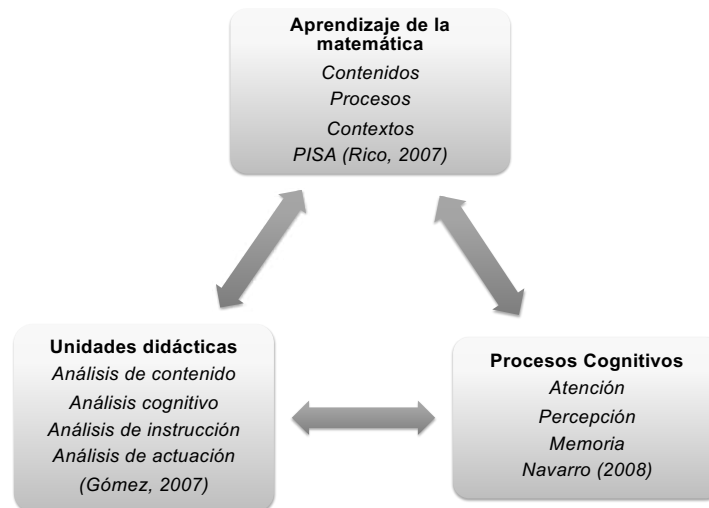 Aprendizaje de la
matemática
Contenidos
Procesos
Contextos
PISA (Rico, 2007)
Unidades didácticas
Análisis de contenido
Análisis cognitivo
Análisis de instrucción
Análisis de actuación
(Gómez, 2007)
Procesos Cognitivos
Atención
Percepción
Memoria
Navarro (2008)